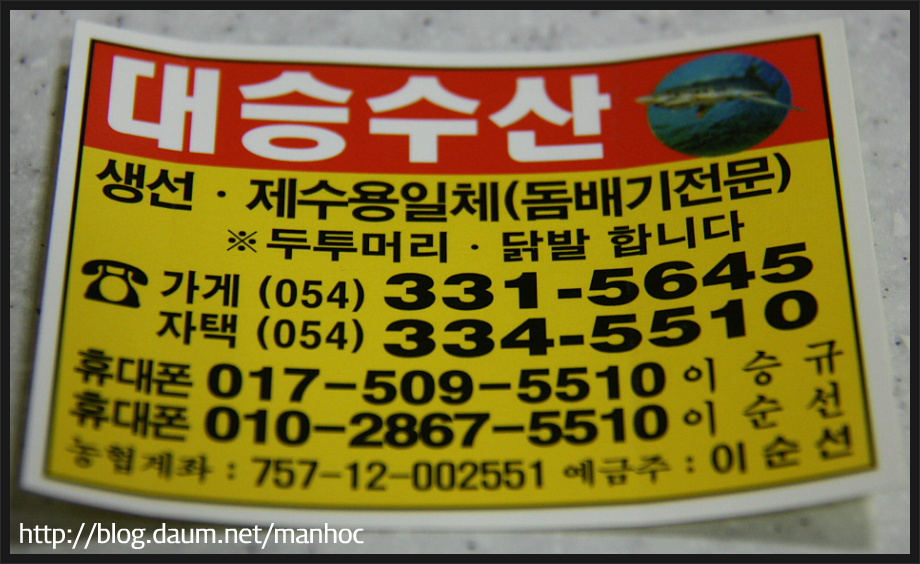 대승수산
생선 · 제수용일체(돔배기전문)
※두투머리 · 닭발 합니다
☎ 가게 (054) 331-5645
자택 (054) 334-5510
휴대폰 017-509-5510 이승규
휴대폰 010-2867-5510 이순선
농협계좌 : 757-12-002551 예금주 : 이순선
http://blog.daum.net/manhoc